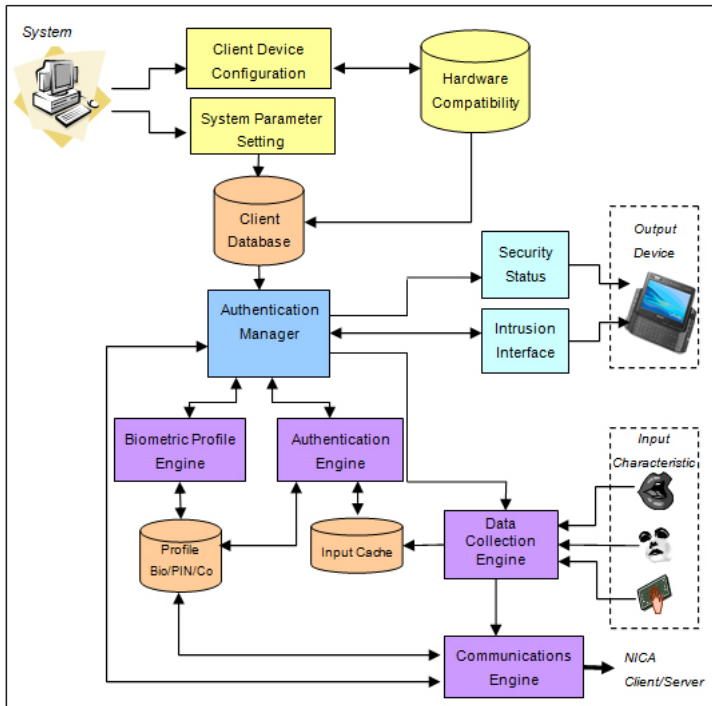 System
Client Device
Configuration
Hardware
Compatibility
System Parameter
Setting
Client
Database
Output
Device
Security
Status
Authentication
Manager
Intrusion
Interface
Biometric Profile
Engine
Authentication
Engine
Input
Characteristic
Profile
Bio/PIN/Co
Input Cache
Data
Collection
Engine
Communications
Engine
NICA
Client/Server